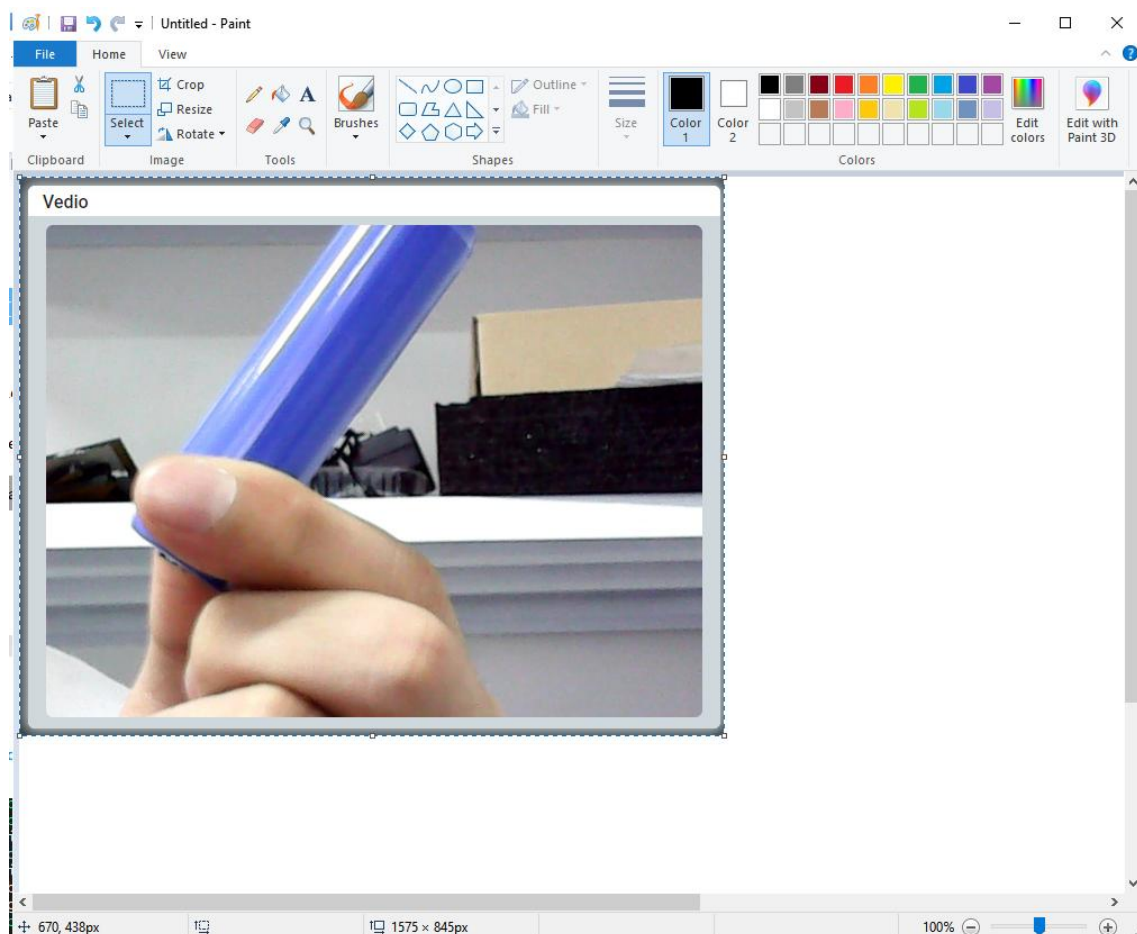 Untitled - Paint
File Home View
Paste
Select
Crop
Resize
Rotate
A
Brushes
Outline
Fill
Size
Color 1
Color 2
Edit colors
Edit with Paint 3D
Clipboard Image Tools Shapes Colors
Vedio
670, 438px 1575 × 845px 100%